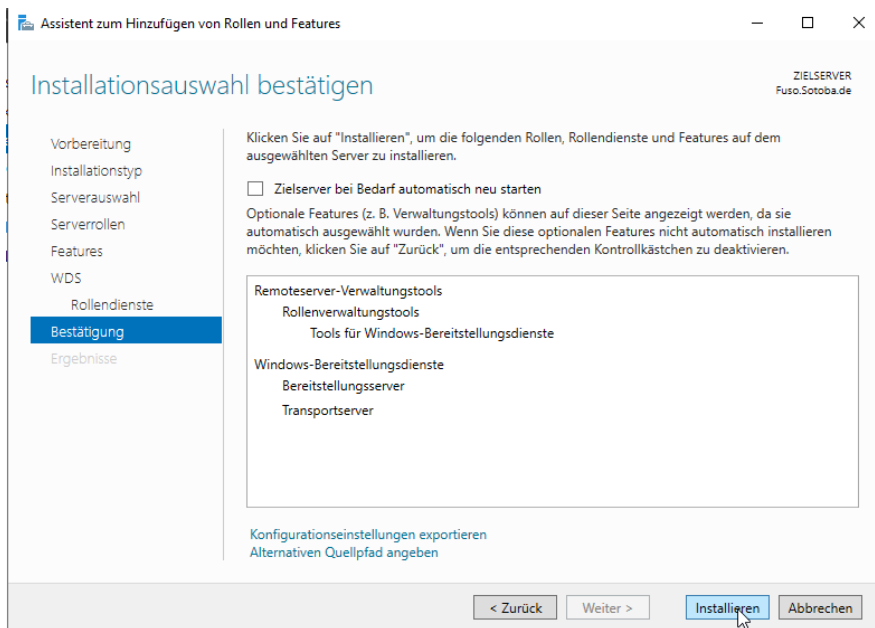 Assistent zum Hinzufügen von Rollen und Features
Installationsauswahl bestätigen
ZIELSERVER
Fuso.Sotoba.de
Vorbereitung
Installationstyp
Serverauswahl
Serverrollen
Features
WDS
Rollendienste
Bestätigung
Ergebnisse
Klicken Sie auf "Installieren", um die folgenden Rollen, Rollendienste und Features auf dem
ausgewählten Server zu installieren.
Zielserver bei Bedarf automatisch neu starten
Optionale Features (z. B. Verwaltungstools) können auf dieser Seite angezeigt werden, da sie
automatisch ausgewählt wurden. Wenn Sie diese optionalen Features nicht automatisch installieren
möchten, klicken Sie auf "Zurück", um die entsprechenden Kontrollkästchen zu deaktivieren.
Remoteserver-Verwaltungstools
Rollenverwaltungstools
Tools für Windows-Bereitstellungsdienste
Windows-Bereitstellungsdienste
Bereitstellungsserver
Transportserver
Konfigurationseinstellungen exportieren
Alternativen Quellpfad angeben
< Zurück
Weiter >
Installieren
Abbrechen